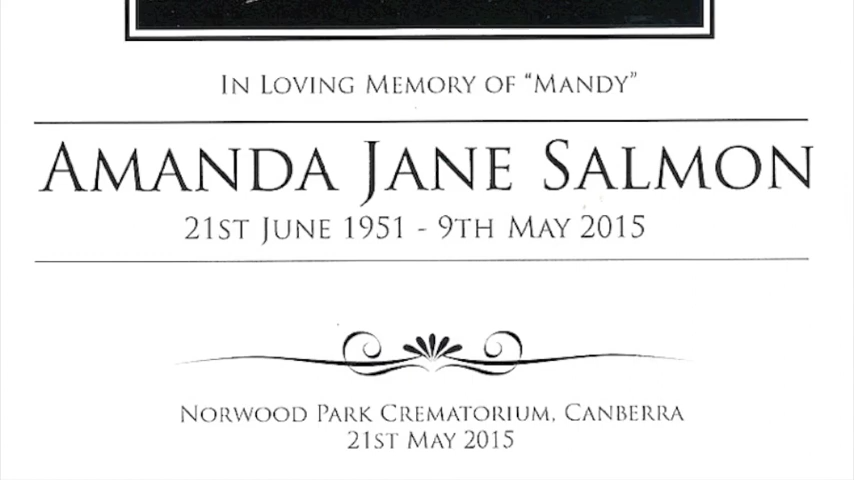 In Loving Memory of “Mandy”
Amanda Jane Salmon
21st June 1951 - 9th May 2015
Norwood Park Crematorium, Canberra
21st May 2015